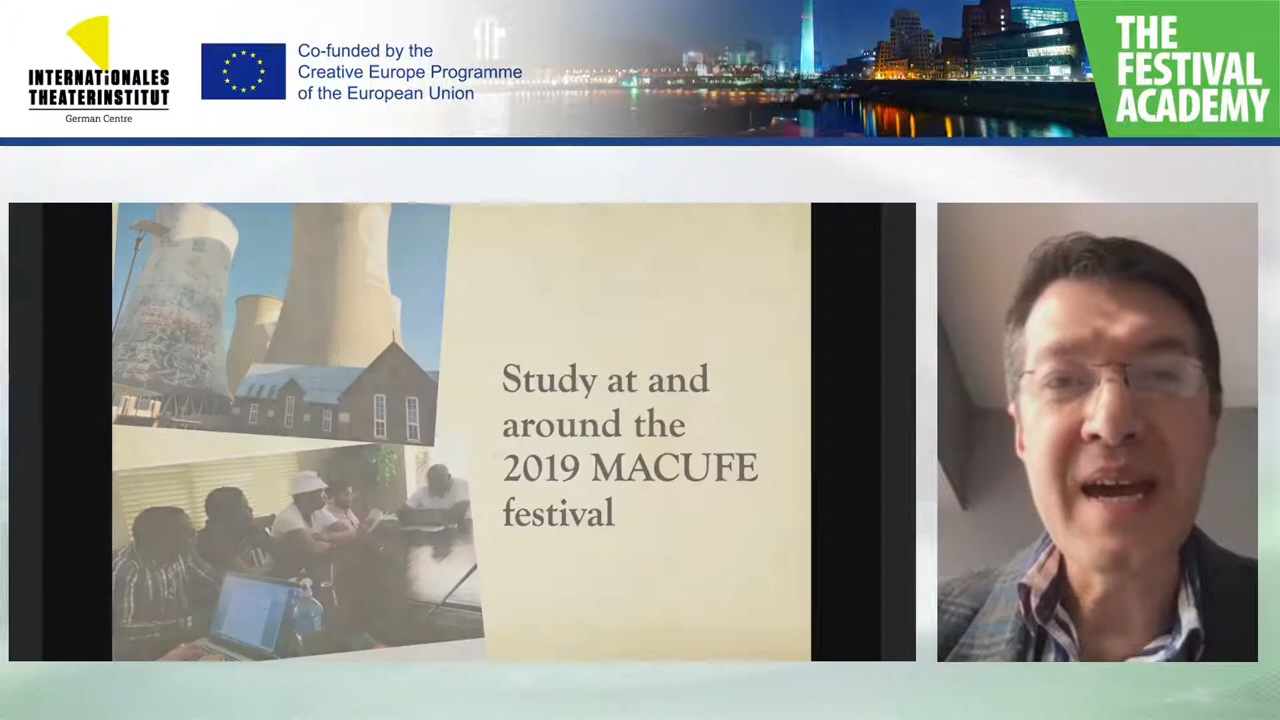 INTERNATiONALES
THEATERINSTITUT
German Centre
Co-funded by the
Creative Europe Programme
of the European Union
THE
FESTIVAL
ACADEMY
Study at and
around the
2019 MACUFE
festival